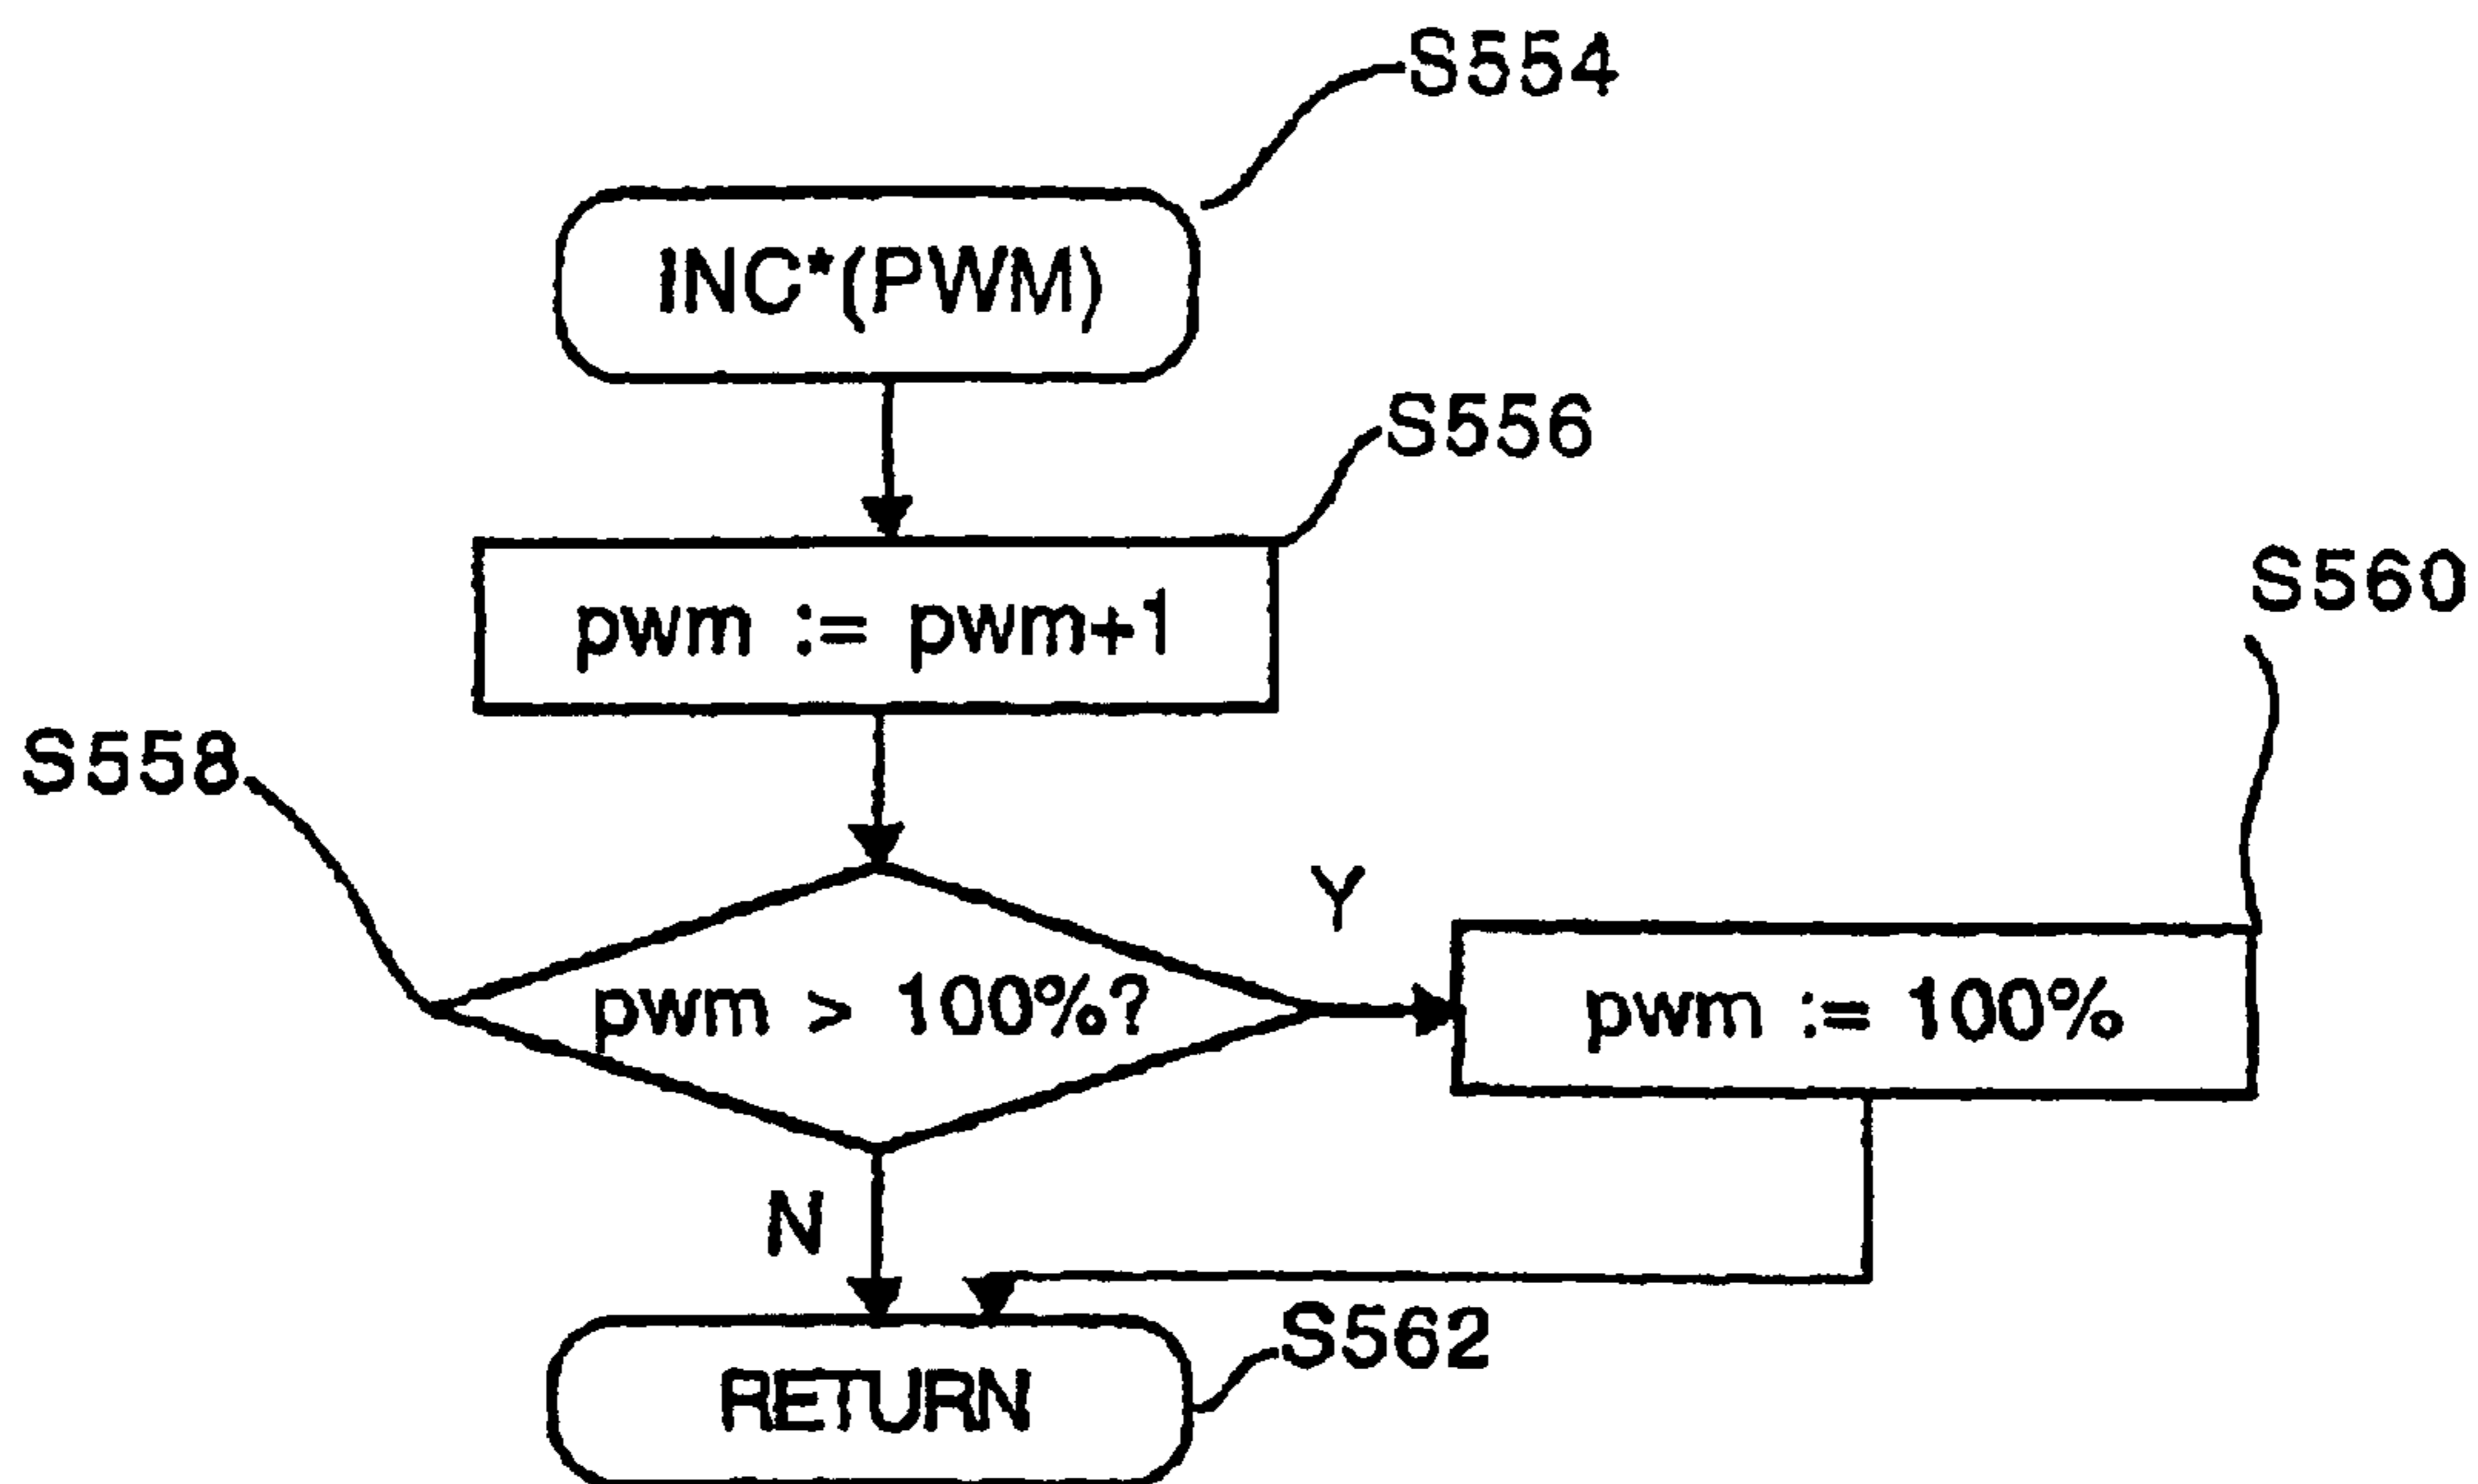 S554
INC*(PWM)
S556
pwm := pwm+1
S560
S558
Y
pwm > 100%?
pwm := 100%
N
S562
RETURN